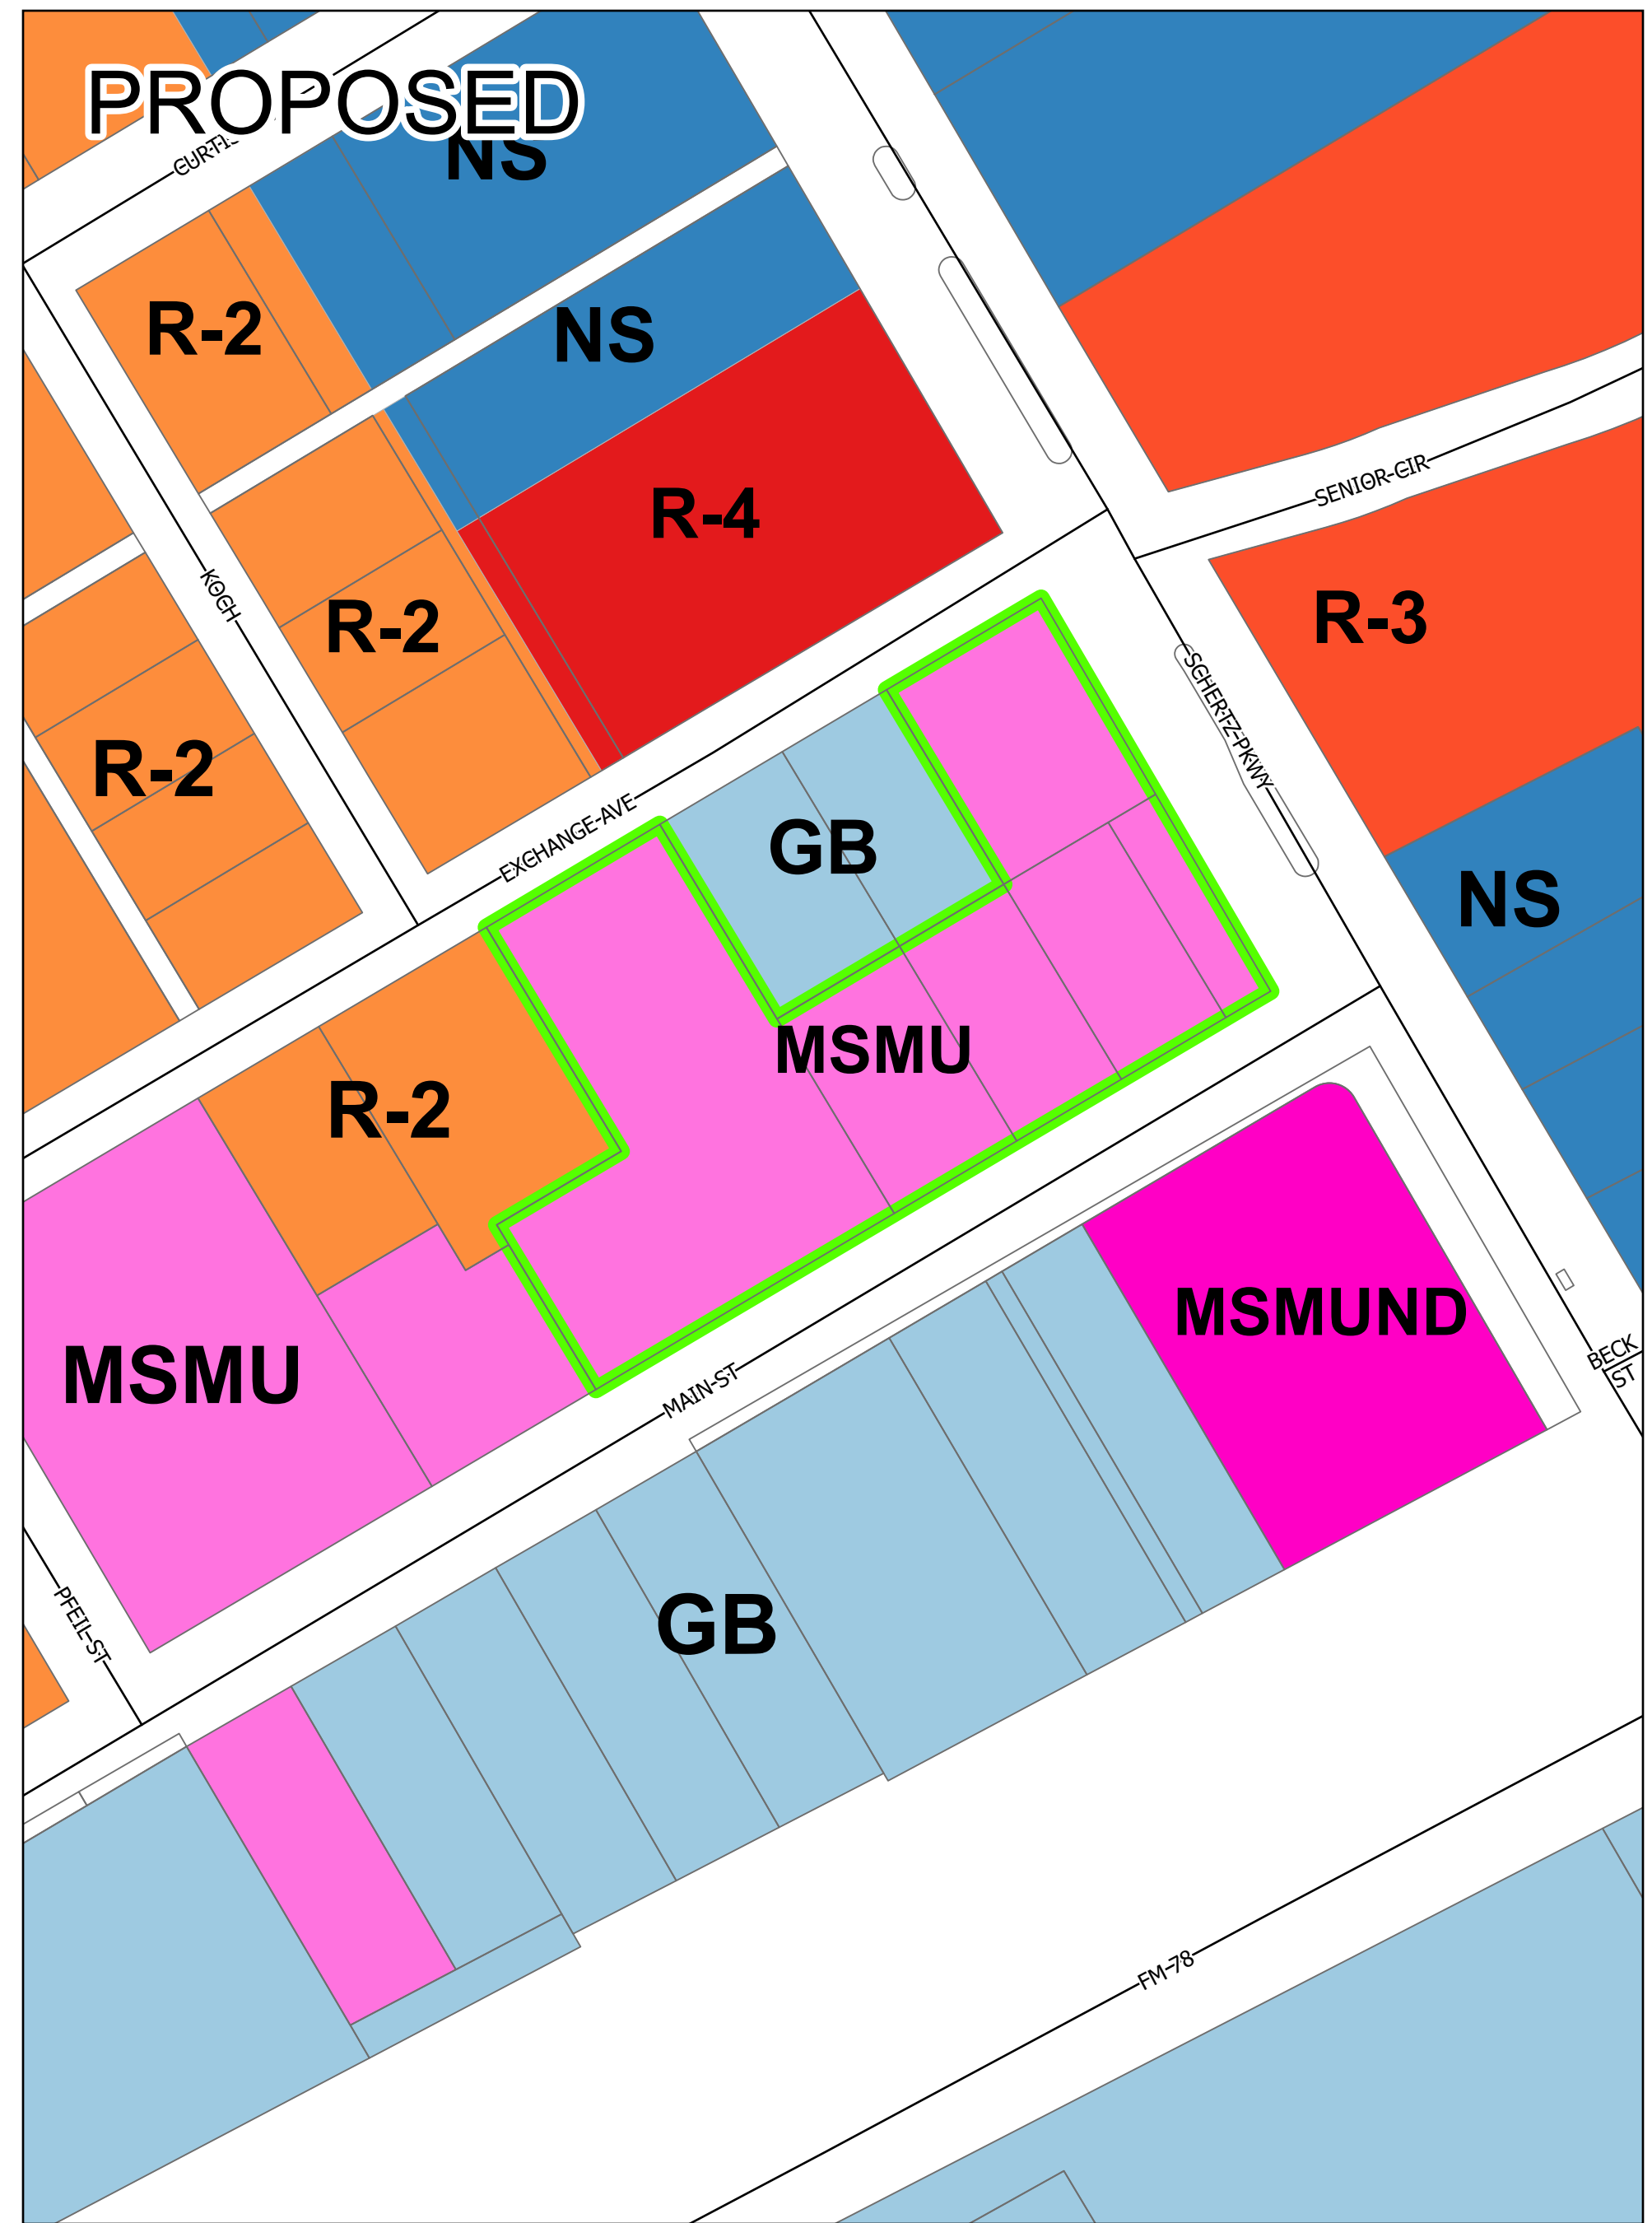 PROPOSED
CURTIS
NS
R-2
NS
R-4
SENIOR CIR
KOCH
R-2
R-3
SCHERTZ PKWY
R-2
EXCHANGE AVE
GB
NS
MSMU
R-2
MSMUND
MSMU
BECK
ST
MAIN ST
PFEIL ST
GB
FM 78